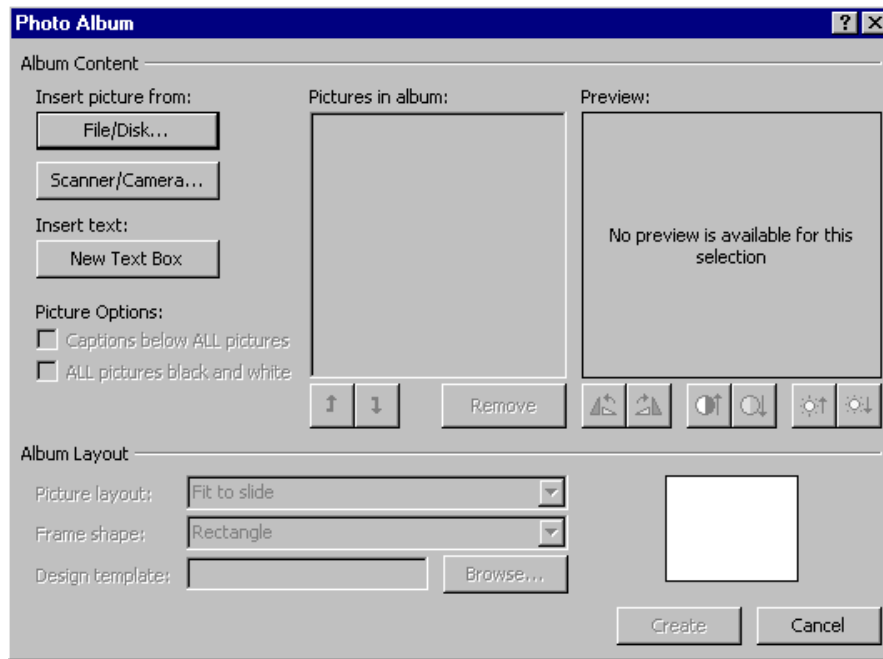 Photo Album
Album Content
Insert picture from:
File/Disk...
Scanner/Camera...
Insert text:
New Text Box
Picture Options:
Captions below ALL pictures
ALL pictures black and white
Pictures in album:
Remove
Preview:
No preview is available for this
selection
Album Layout
Picture layout:
Fit to slide
Frame shape:
Rectangle
Design template:
Browse...
Create
Cancel